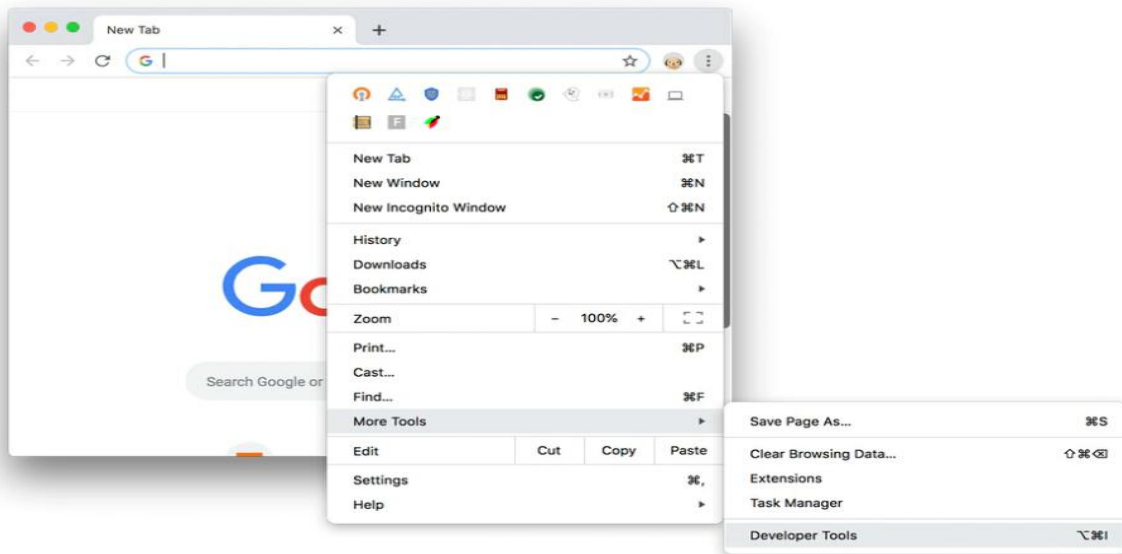 New Tab
New Tab ⌘T
New Window ⌘N
New Incognito Window ⇧⌘N
History
Downloads ⌥⌘L
Bookmarks
Go
Zoom - 100% +
Print... ⌘P
Cast...
Search Google or
Find... ⌘F
More Tools
Edit Cut Copy Paste
Settings ⌘,
Help
Save Page As... ⌘S
Clear Browsing Data... ⇧⌘⌫
Extensions
Task Manager
Developer Tools ⌥⌘I